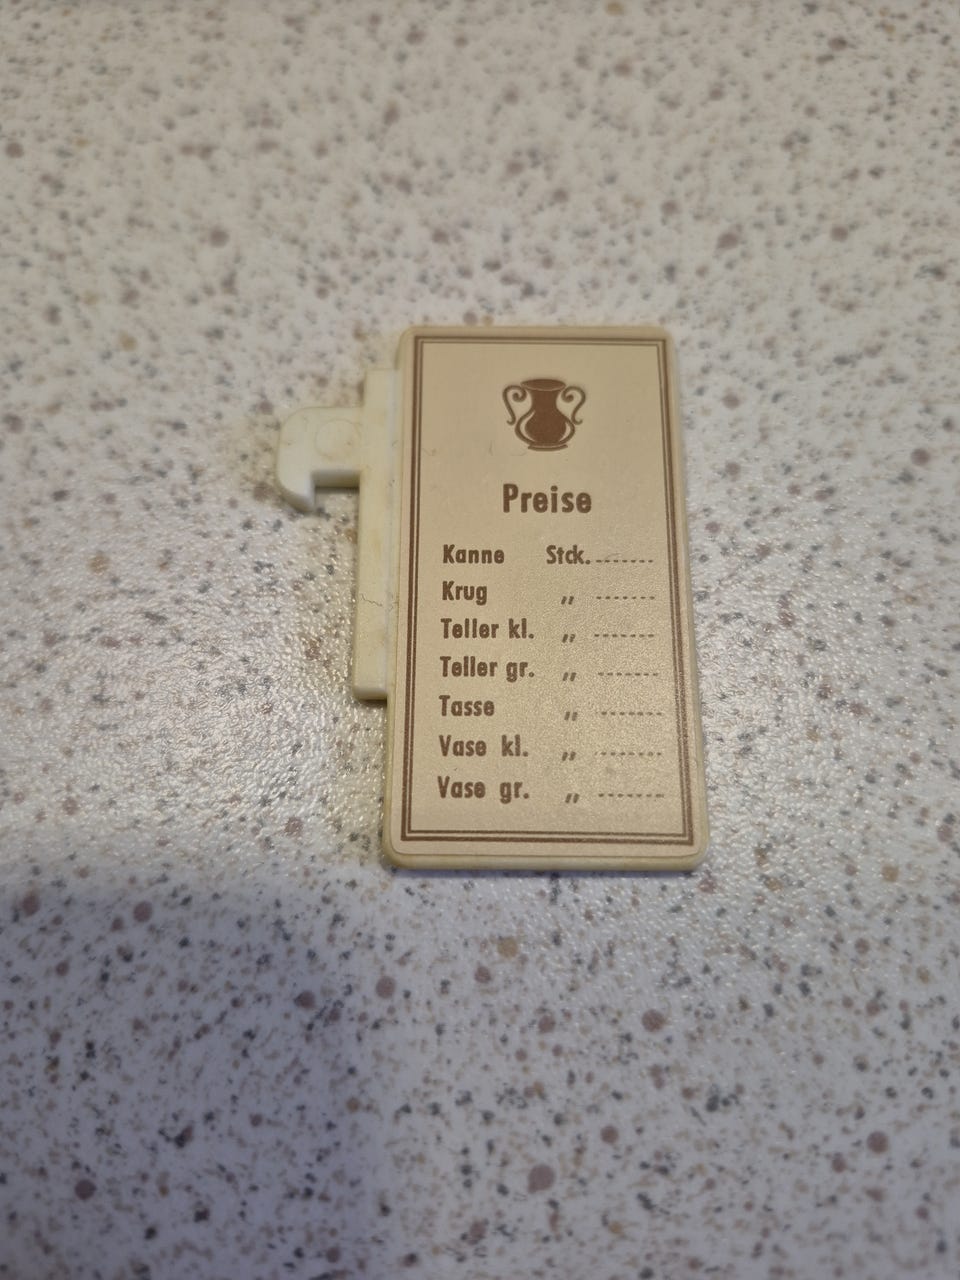 Preise
Kanne Stck. -------
Krug „ -------
Teller kl. „ -------
Teller gr. „ -------
Tasse „ -------
Vase kl. „ -------
Vase gr. „ -------